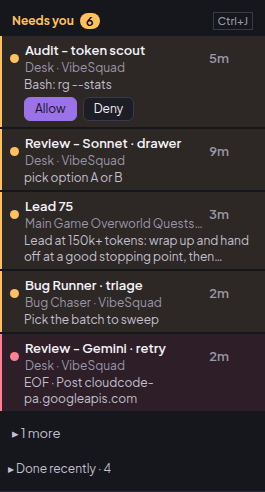 Needs you 6 Ctrl+J
Audit - token scout 5m
Desk · VibeSquad
Bash: rg --stats
Allow Deny
Review - Sonnet · drawer 9m
Desk · VibeSquad
pick option A or B
Lead 75 3m
Main Game Overworld Quests...
Lead at 150k+ tokens: wrap up and hand
off at a good stopping point, then...
Bug Runner · triage 2m
Bug Chaser · VibeSquad
Pick the batch to sweep
Review - Gemini · retry 2m
Desk · VibeSquad
EOF · Post cloudcode-
pa.googleapis.com
▸ 1 more
▸ Done recently · 4